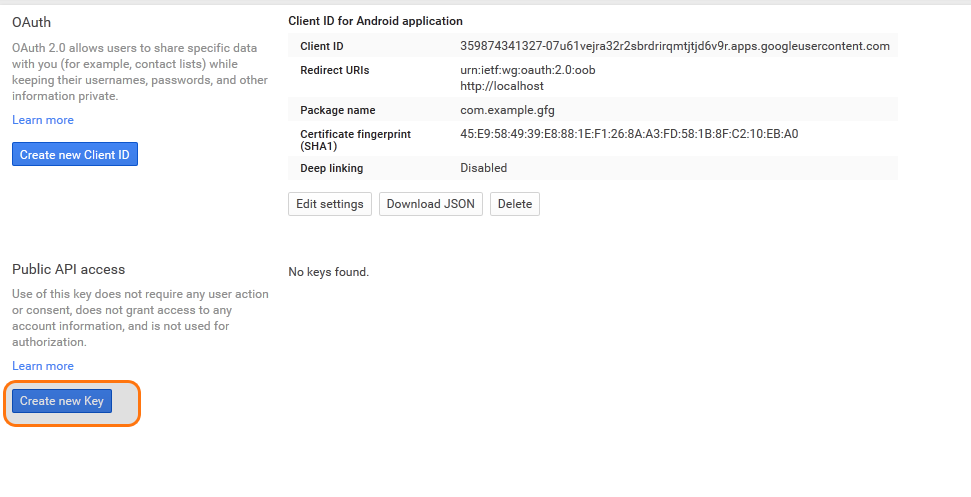 OAuth
OAuth 2.0 allows users to share specific data
with you (for example, contact lists) while
keeping their usernames, passwords, and other
information private.
Learn more
Create new Client ID
Client ID for Android application
Client ID 359874341327-07u61vejra32r2sbrdrirqmtjtjd6v9r.apps.googleusercontent.com
Redirect URIs urn:ietf:wg:oauth:2.0:oob
http://localhost
Package name com.example.gfg
Certificate fingerprint 45:E9:58:49:39:E8:88:1E:F1:26:8A:A3:FD:58:1B:8F:C2:10:EB:A0
(SHA1)
Deep linking Disabled
Edit settings Download JSON Delete
Public API access
Use of this key does not require any user action
or consent, does not grant access to any
account information, and is not used for
authorization.
Learn more
Create new Key
No keys found.